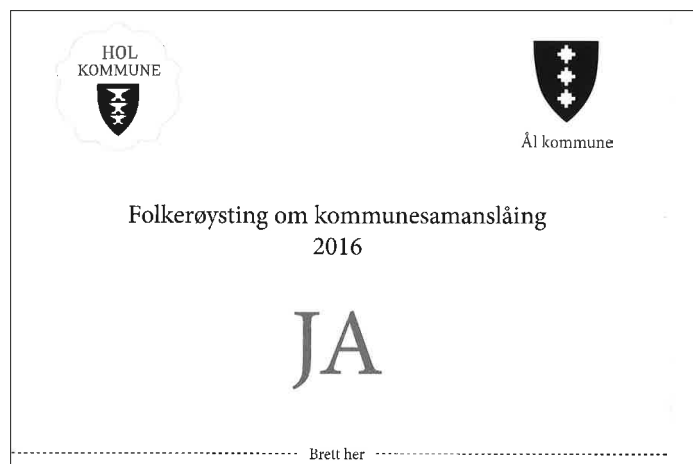 HOL
KOMMUNE
Ål kommune
Folkerøysting om kommunesamanslåing
2016
JA
Brett her